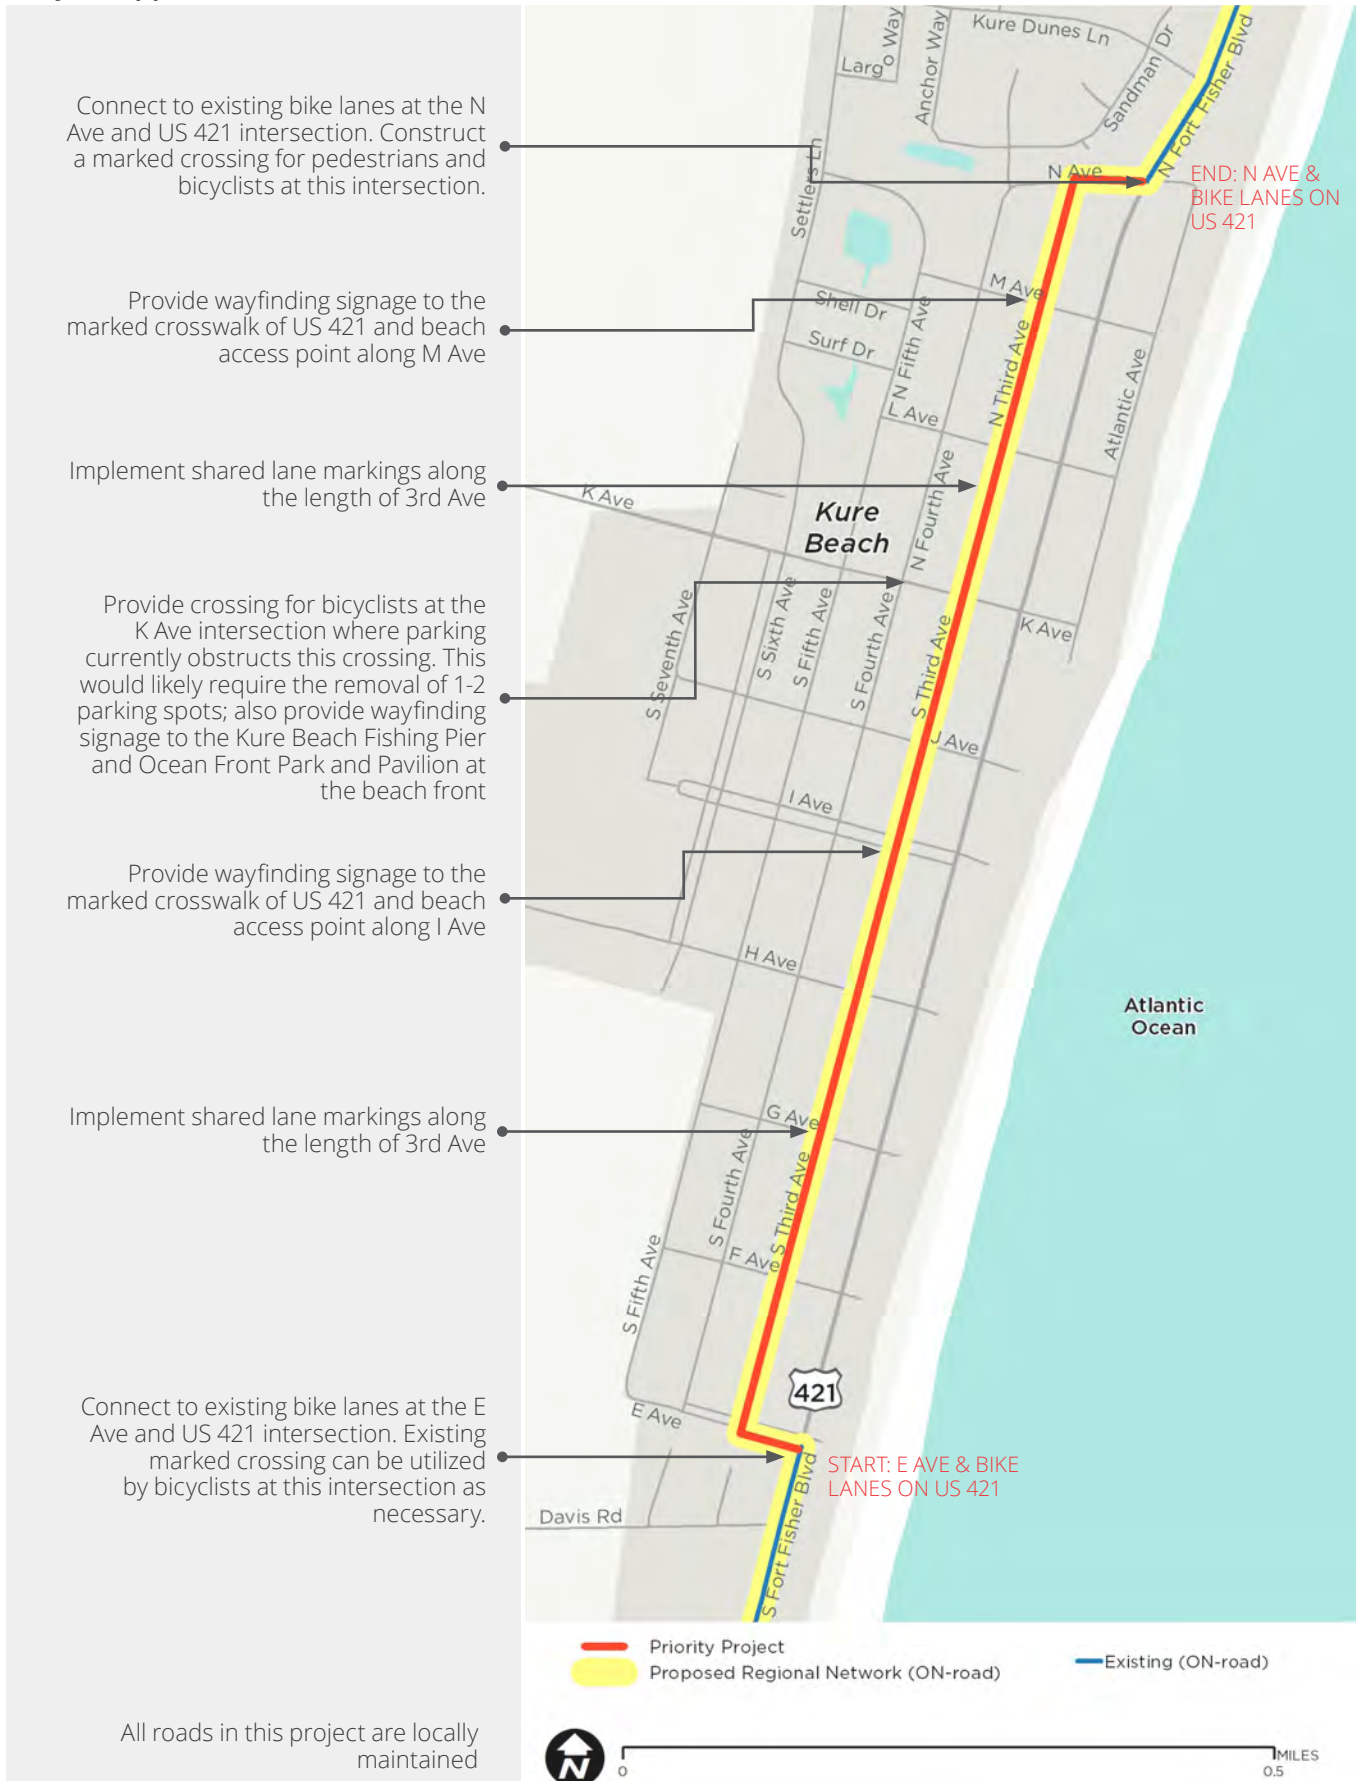 Connect to existing bike lanes at the N
Ave and US 421 intersection. Construct
a marked crossing for pedestrians and
bicyclists at this intersection.
Provide wayfinding signage to the
marked crosswalk of US 421 and beach
access point along M Ave
Implement shared lane markings along
the length of 3rd Ave
Provide crossing for bicyclists at the
K Ave intersection where parking
currently obstructs this crossing. This
would likely require the removal of 1-2
parking spots; also provide wayfinding
signage to the Kure Beach Fishing Pier
and Ocean Front Park and Pavilion at
the beach front
Provide wayfinding signage to the
marked crosswalk of US 421 and beach
access point along I Ave
Implement shared lane markings along
the length of 3rd Ave
Connect to existing bike lanes at the E
Ave and US 421 intersection. Existing
marked crossing can be utilized
by bicyclists at this intersection as
necessary.
All roads in this project are locally
maintained
Kure Dunes Ln
Largo Way
Anchor Way
Sandman Dr
N Fort Fisher Blvd
Settlers Ln
N Ave
END: N AVE &
BIKE LANES ON
US 421
M Ave
Shell Dr
Surf Dr
N Fifth Ave
N Third Ave
L Ave
Atlantic Ave
K Ave
Kure
Beach
N Fourth Ave
K Ave
S Seventh Ave
S Sixth Ave
S Fifth Ave
S Fourth Ave
S Third Ave
J Ave
I Ave
H Ave
Atlantic
Ocean
G Ave
S Fourth Ave
S Third Ave
F Ave
S Fifth Ave
421
E Ave
START: E AVE & BIKE
LANES ON US 421
S Fort Fisher Blvd
Davis Rd
Priority Project
Proposed Regional Network (ON-road)
Existing (ON-road)
N
MILES
0
0.5